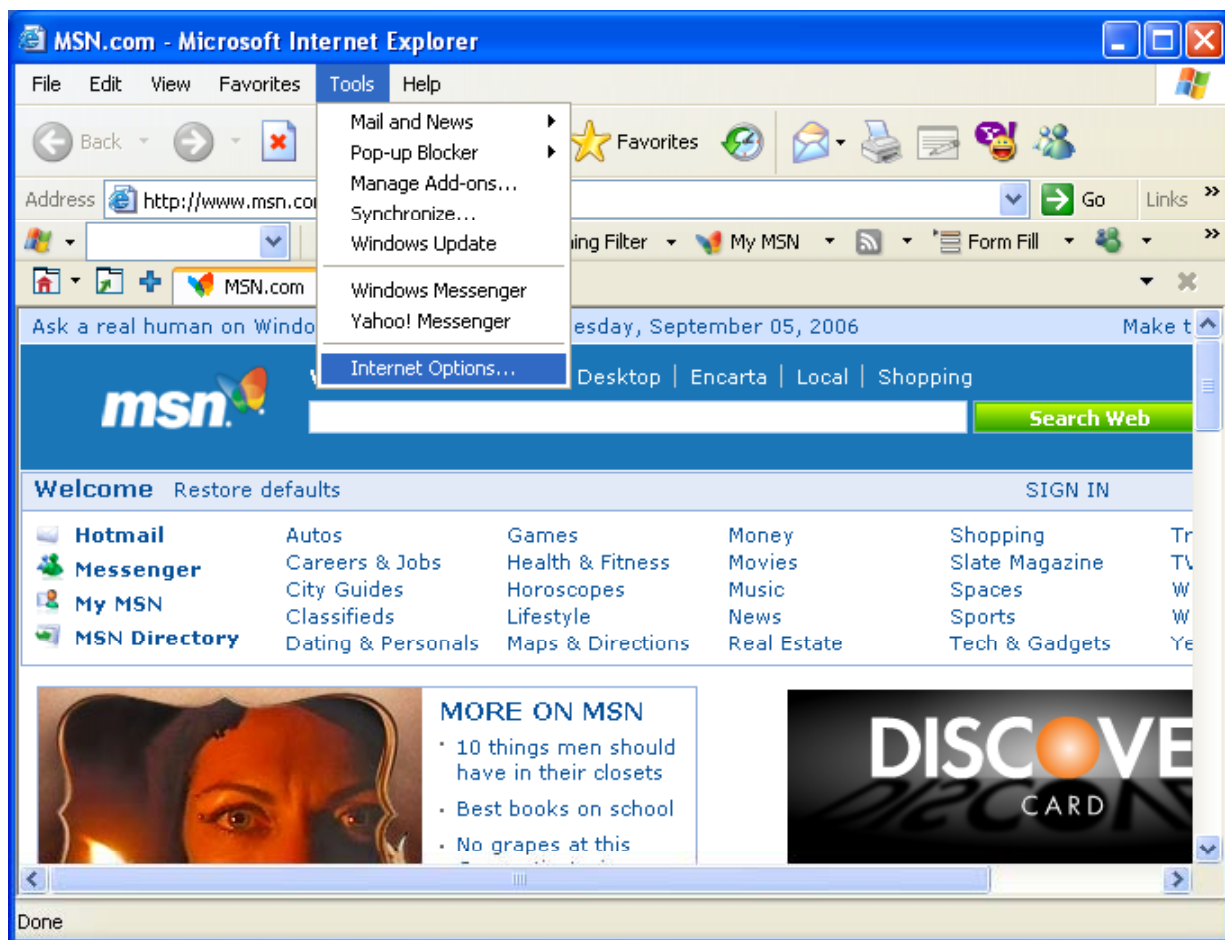 MSN.com - Microsoft Internet Explorer
File Edit View Favorites Tools Help
Back Favorites
Mail and News
Pop-up Blocker
Manage Add-ons...
Synchronize...
Windows Update
Windows Messenger
Yahoo! Messenger
Internet Options...
Address http://www.msn.co Go Links »
Filter My MSN Form Fill »
MSN.com
Ask a real human on September 05, 2006 Make
msn Desktop | Encarta | Local | Shopping
Search Web
Welcome Restore defaults SIGN IN
Hotmail Autos Games Money Shopping
Messenger Careers & Jobs Health & Fitness Movies Slate Magazine
My MSN City Guides Horoscopes Music Spaces
Classifieds Lifestyle News Sports
MSN Directory Dating & Personals Maps & Directions Real Estate Tech & Gadgets
MORE ON MSN
· 10 things men should
have in their closets
· Best books on school
· No grapes at this
DISCOVE
CARD
Done